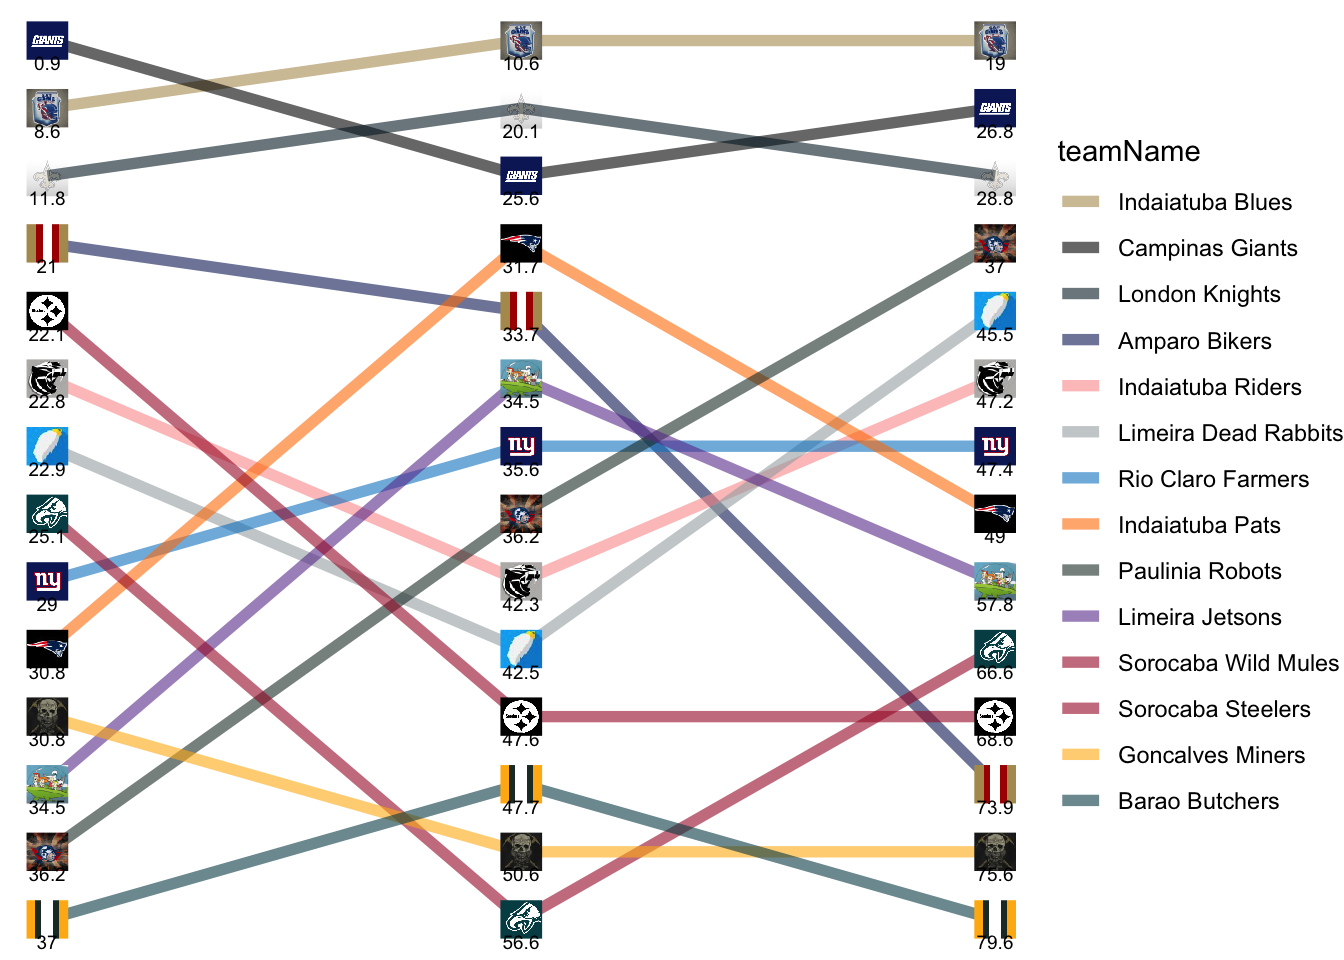 GIANTS
0.9
10.6
19
8.6
20.1
GIANTS
26.8
11.8
GIANTS
25.6
28.8
21
31.7
37
22.1
33.7
45.5
22.8
34.5
47.2
22.9
ny
35.6
ny
47.4
25.1
36.2
49
ny
29
42.3
57.8
30.8
42.5
66.6
30.8
47.6
68.6
34.5
47.7
73.9
36.2
50.6
75.6
37
56.6
79.6
teamName
Indaiatuba Blues
Campinas Giants
London Knights
Amparo Bikers
Indaiatuba Riders
Limeira Dead Rabbits
Rio Claro Farmers
Indaiatuba Pats
Paulinia Robots
Limeira Jetsons
Sorocaba Wild Mules
Sorocaba Steelers
Goncalves Miners
Barao Butchers